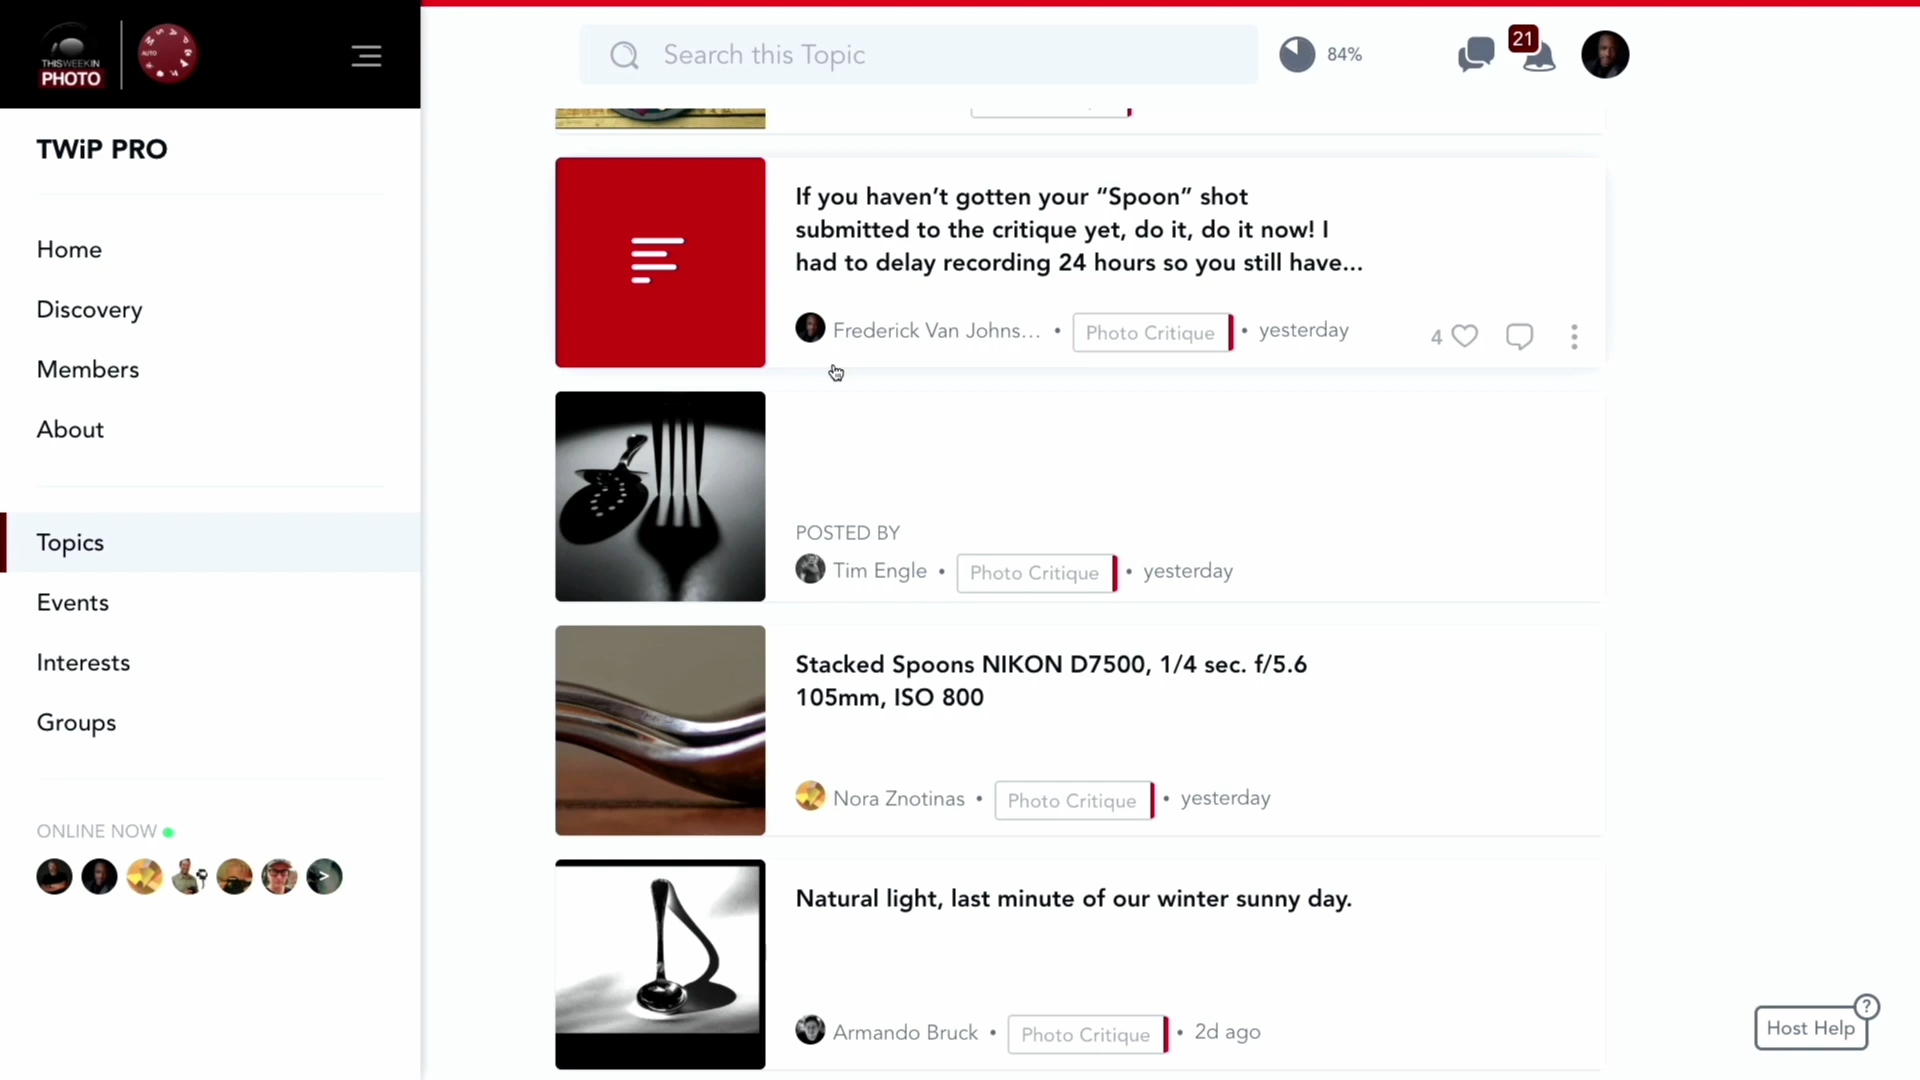 THISWEEKIN
PHOTO
AUTO
TWiP PRO
Home
Discovery
Members
About
Topics
Events
Interests
Groups
ONLINE NOW
>
Search this Topic
84%
21
If you haven’t gotten your “Spoon” shot
submitted to the critique yet, do it, do it now! I
had to delay recording 24 hours so you still have...
Frederick Van Johns... • Photo Critique • yesterday
4
POSTED BY
Tim Engle • Photo Critique • yesterday
Stacked Spoons NIKON D7500, 1/4 sec. f/5.6
105mm, ISO 800
Nora Znotinas • Photo Critique • yesterday
Natural light, last minute of our winter sunny day.
Armando Bruck • Photo Critique • 2d ago
?
Host Help